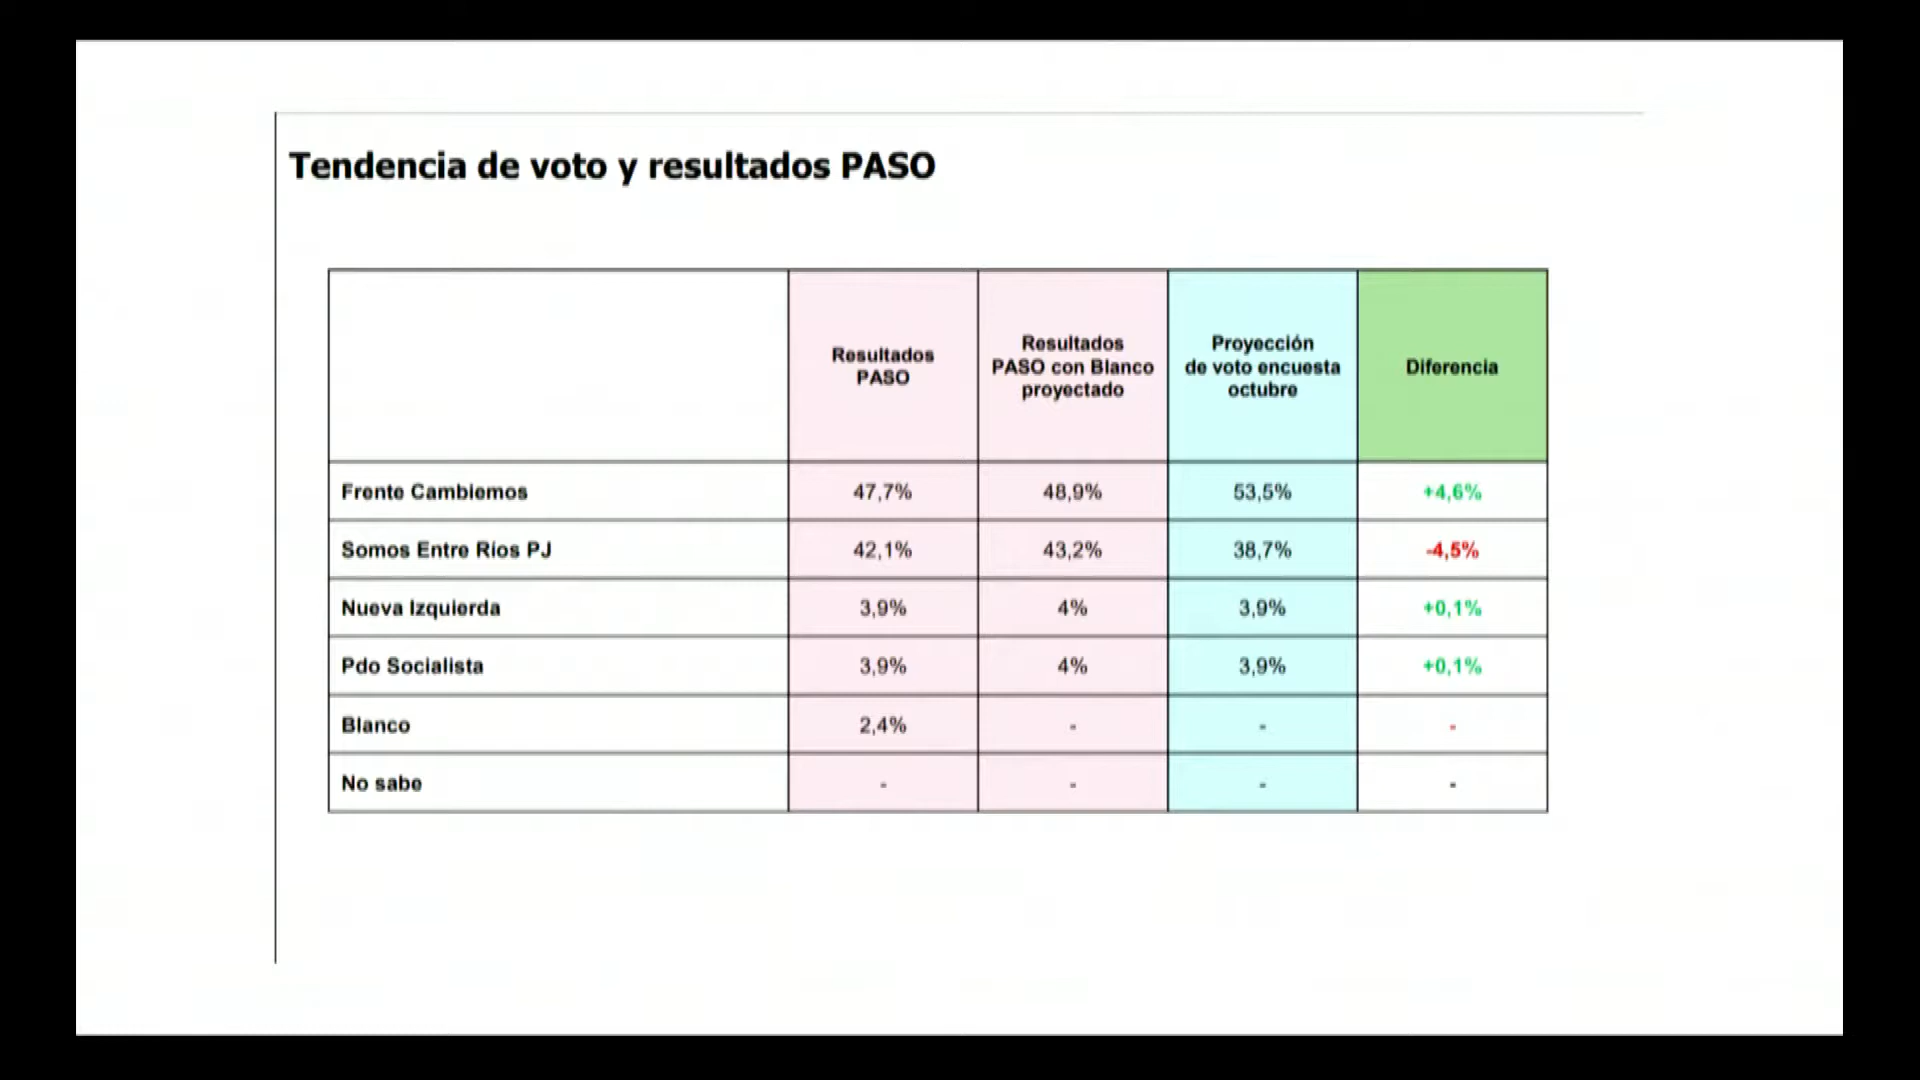 Tendencia de voto y resultados PASO
Resultados
PASO
Resultados
PASO con Blanco
proyectado
Proyección
de voto encuesta
octubre
Diferencia
Frente Cambiemos 47,7% 48,9% 53,5% +4,6%
Somos Entre Ríos PJ 42,1% 43,2% 38,7% -4,5%
Nueva Izquierda 3,9% 4% 3,9% +0,1%
Pdo Socialista 3,9% 4% 3,9% +0,1%
Blanco 2,4% - - -
No sabe - - - -